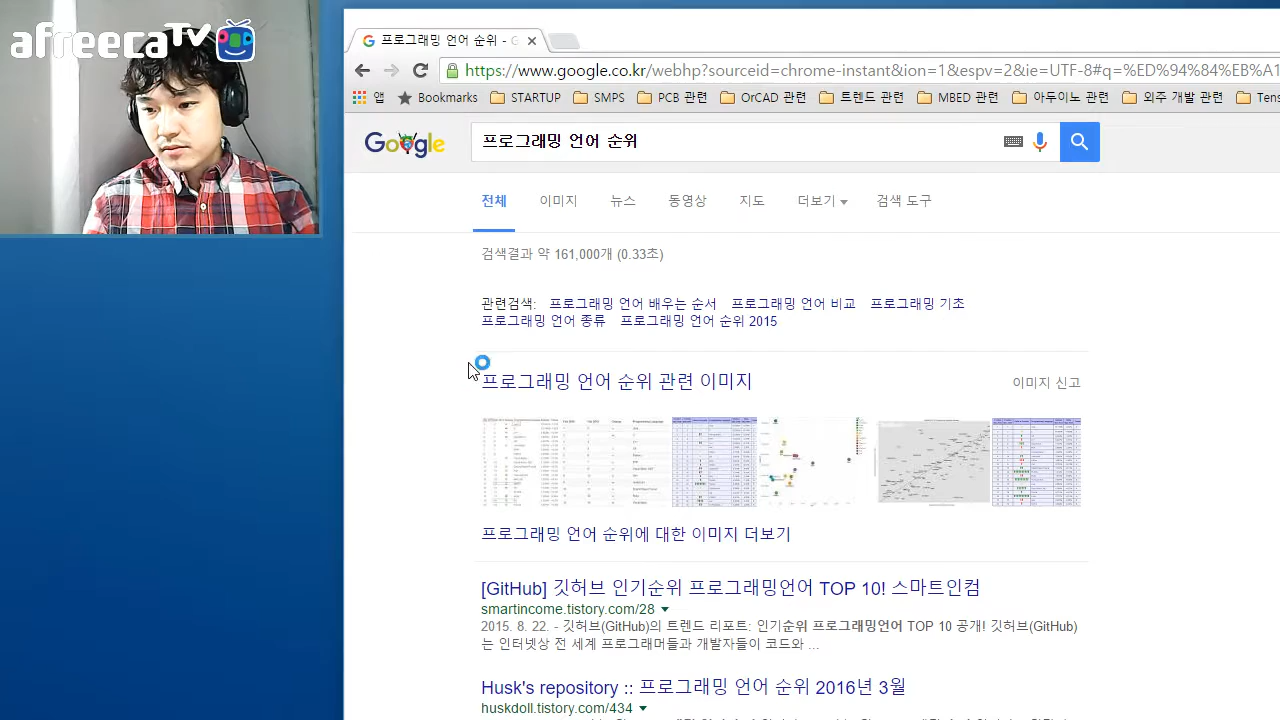 afreecaTV
프로그래밍 언어 순위 - G
https://www.google.co.kr/webhp?sourceid=chrome-instant&ion=1&espv=2&ie=UTF-8#q=%ED%94%84%EB%A1
앱 Bookmarks STARTUP SMPS PCB 관련 OrCAD 관련 트렌드 관련 MBED 관련 아두이노 관련 외주 개발 관련 Tens
Google 프로그래밍 언어 순위
전체 이미지 뉴스 동영상 지도 더보기 검색 도구
검색결과 약 161,000개 (0.33초)
관련검색: 프로그래밍 언어 배우는 순서 프로그래밍 언어 비교 프로그래밍 기초
프로그래밍 언어 종류 프로그래밍 언어 순위 2015
프로그래밍 언어 순위 관련 이미지 이미지 신고
프로그래밍 언어 순위에 대한 이미지 더보기
[GitHub] 깃허브 인기순위 프로그래밍언어 TOP 10! 스마트인컴
smartincome.tistory.com/28
2015. 8. 22. - 깃허브(GitHub)의 트렌드 리포트: 인기순위 프로그래밍언어 TOP 10 공개! 깃허브(GitHub)
는 인터넷상 전 세계 프로그래머들과 개발자들이 코드와 ...
Husk's repository :: 프로그래밍 언어 순위 2016년 3월
huskdoll.tistory.com/434